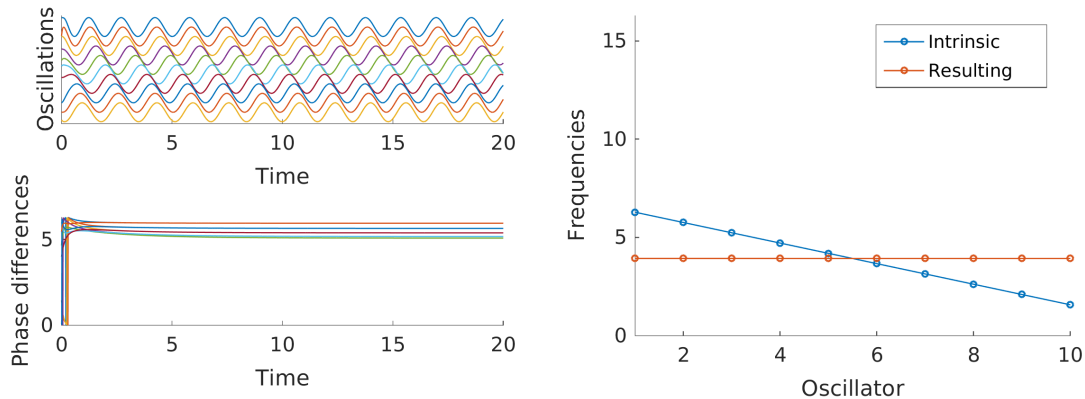 Oscillations
0 5 10 15 20
Time
Phase differences
5
0
0 5 10 15 20
Time
Frequencies
15
10
5
0
2 4 6 8 10
Oscillator
Intrinsic
Resulting